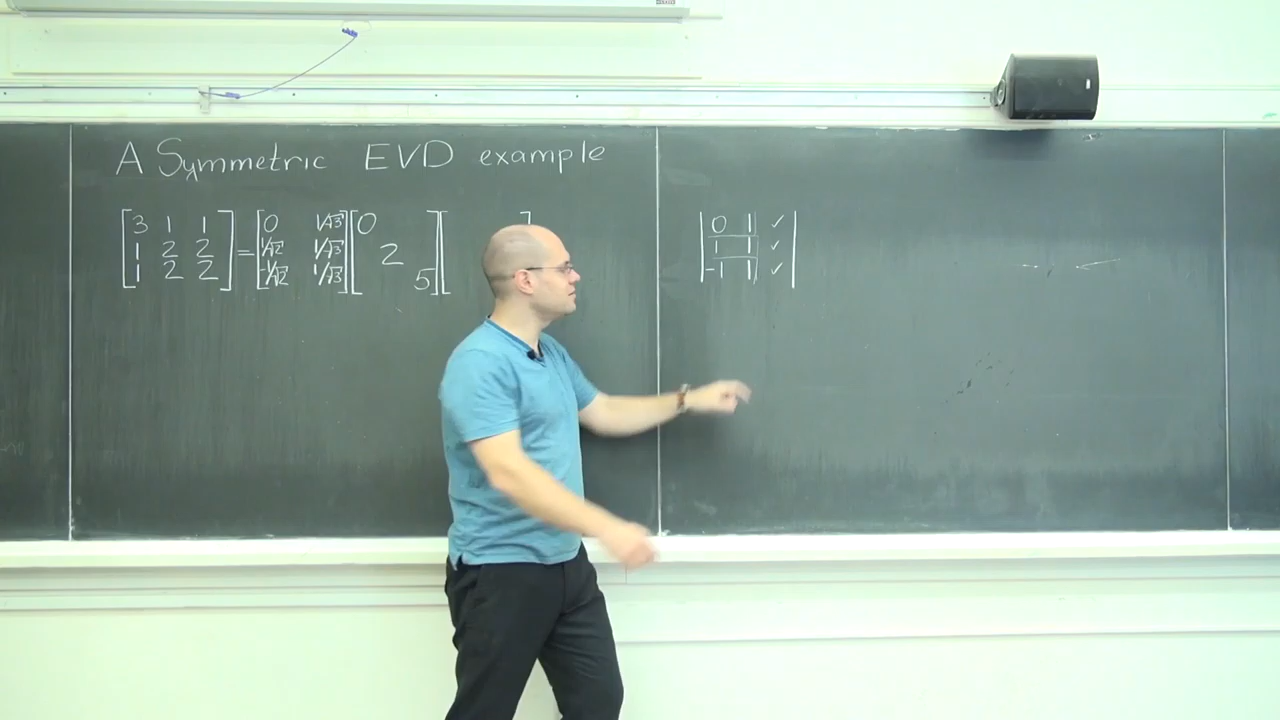 A Symmetric EVD example
[3 1 1] = [0 1/√3] [0 ] [ ]
[1 2 2] [1/√2 1/√3] [ 2 ]
[1 2 2] [-1/√2 1/√3] [ 5]
|0 1 ✓|
|1 1 ✓|
|-1 1 ✓|